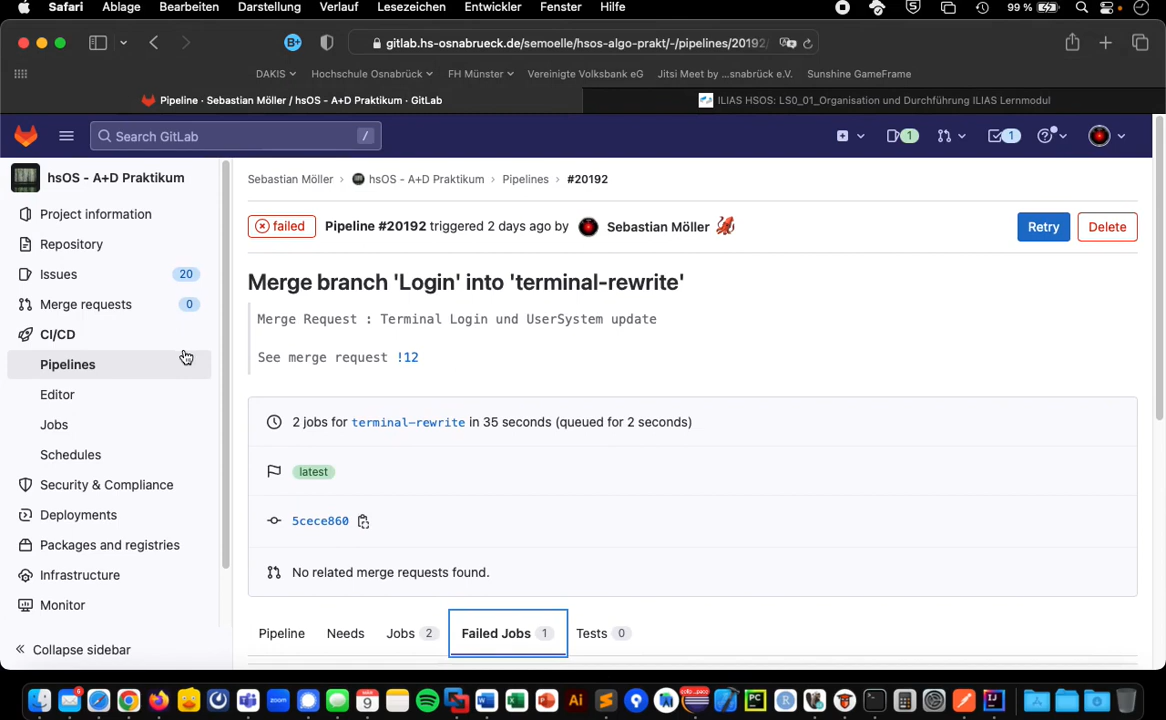 Safari Ablage Bearbeiten Darstellung Verlauf Lesezeichen Entwickler Fenster Hilfe 99 %
gitlab.hs-osnabrueck.de/semoelle/hsos-algo-prakt/-/pipelines/20192/
DAKIS Hochschule Osnabrück FH Münster Vereinigte Volksbank eG Jitsi Meet by ...snabrück e.V. Sunshine GameFrame
Pipeline · Sebastian Möller / hsOS - A+D Praktikum · GitLab ILIAS HSOS: LS0_01_Organisation und Durchführung ILIAS Lernmodul
Search GitLab / 1 1
hsOS - A+D Praktikum
Project information
Repository
Issues 20
Merge requests 0
CI/CD
Pipelines
Editor
Jobs
Schedules
Security & Compliance
Deployments
Packages and registries
Infrastructure
Monitor
Collapse sidebar
Sebastian Möller › hsOS - A+D Praktikum › Pipelines › #20192
failed Pipeline #20192 triggered 2 days ago by Sebastian Möller Retry Delete
Merge branch 'Login' into 'terminal-rewrite'
Merge Request : Terminal Login und UserSystem update
See merge request !12
2 jobs for terminal-rewrite in 35 seconds (queued for 2 seconds)
latest
5cece860
No related merge requests found.
Pipeline Needs Jobs 2 Failed Jobs 1 Tests 0